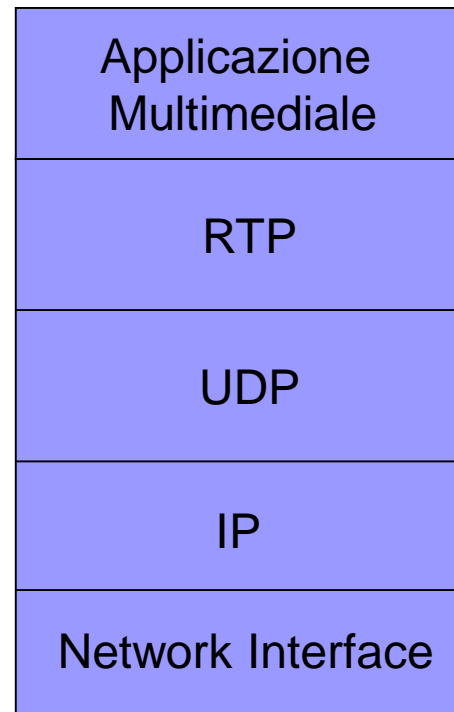 Applicazione
Multimediale
RTP
UDP
IP
Network Interface